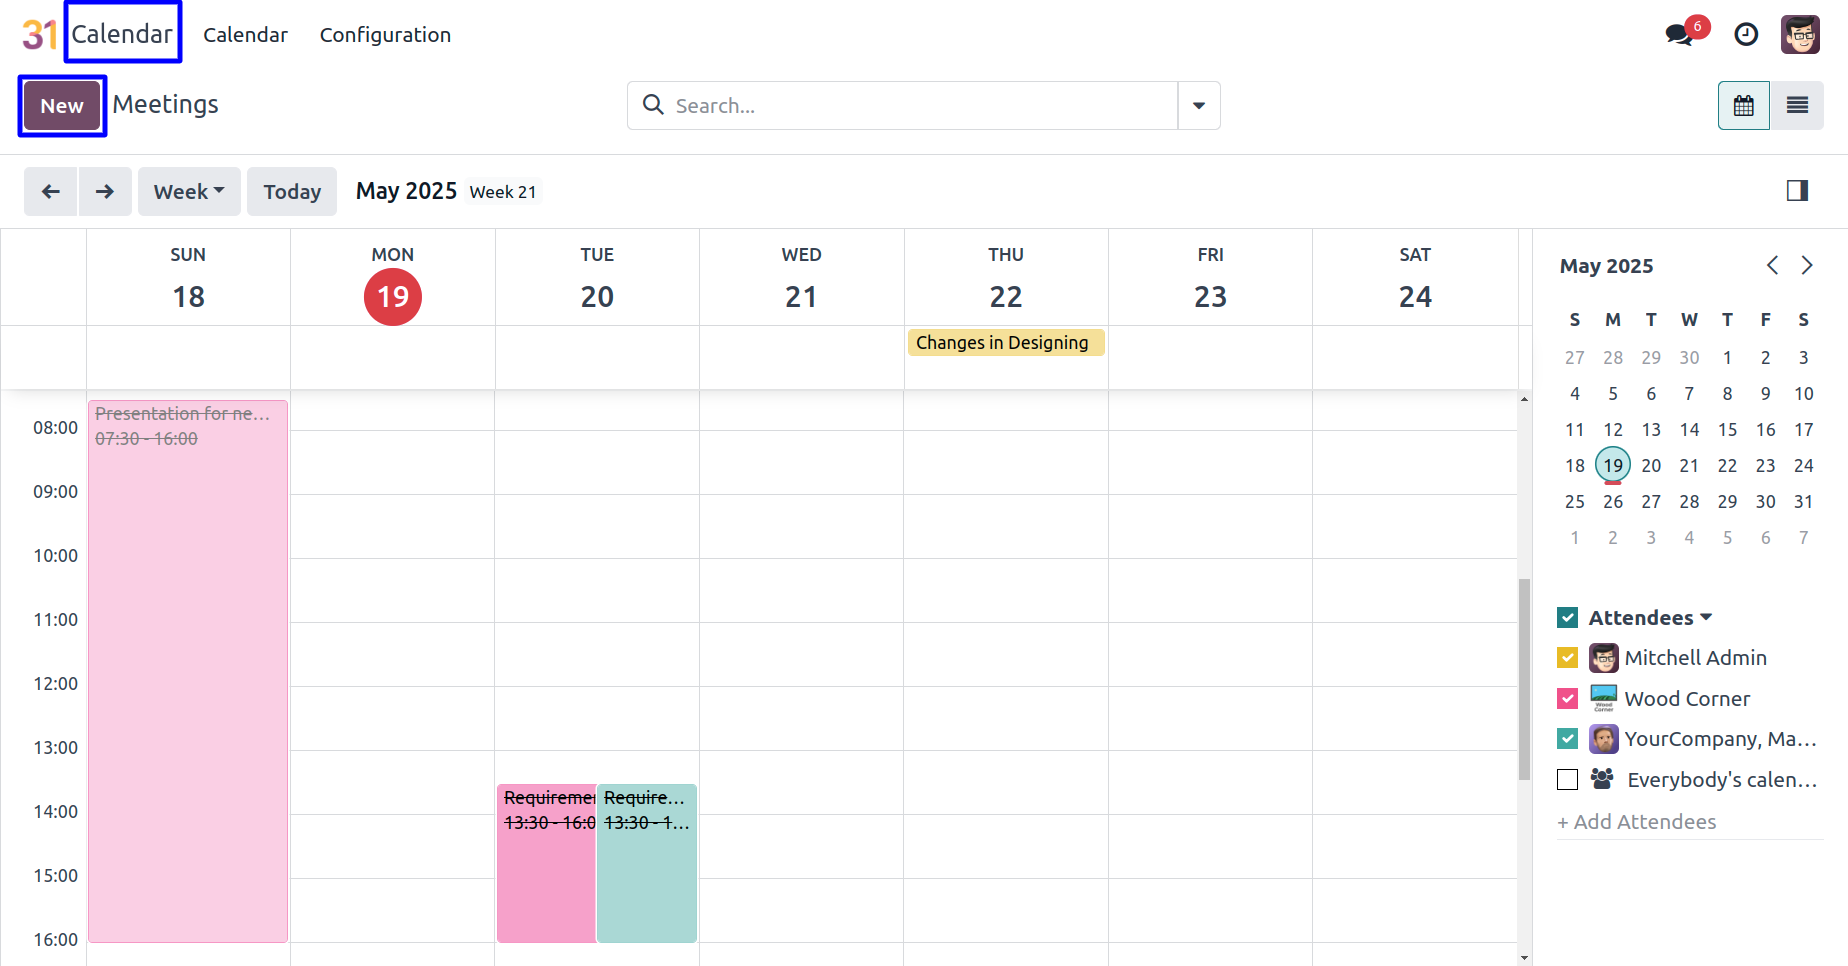 31 Calendar Calendar Configuration 6
New Meetings Search...
Week Today May 2025 Week 21
SUN MON TUE WED THU FRI SAT
18 19 20 21 22 23 24
Changes in Designing
Presentation for ne...
07:30 - 16:00
08:00
09:00
10:00
11:00
12:00
13:00
Requiremen Require...
13:30 - 16:0 13:30 - 1...
14:00
15:00
16:00
May 2025
S M T W T F S
27 28 29 30 1 2 3
4 5 6 7 8 9 10
11 12 13 14 15 16 17
18 19 20 21 22 23 24
25 26 27 28 29 30 31
1 2 3 4 5 6 7
Attendees
Mitchell Admin
Wood Corner
Wood Corner
YourCompany, Ma...
Everybody's calen...
+ Add Attendees